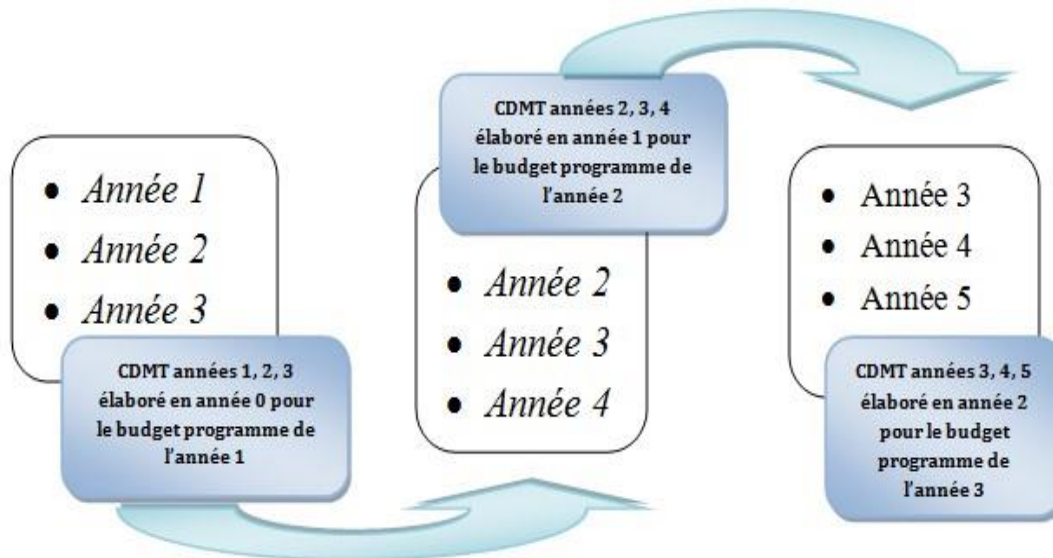 • Année 1
• Année 2
• Année 3
CDMT années 1, 2, 3
élaboré en année 0 pour
le budget programme de
l'année 1
CDMT années 2, 3, 4
élaboré en année 1 pour
le budget programme de
l'année 2
• Année 2
• Année 3
• Année 4
• Année 3
• Année 4
• Année 5
CDMT années 3, 4, 5
élaboré en année 2
pour le budget
programme de
l'année 3